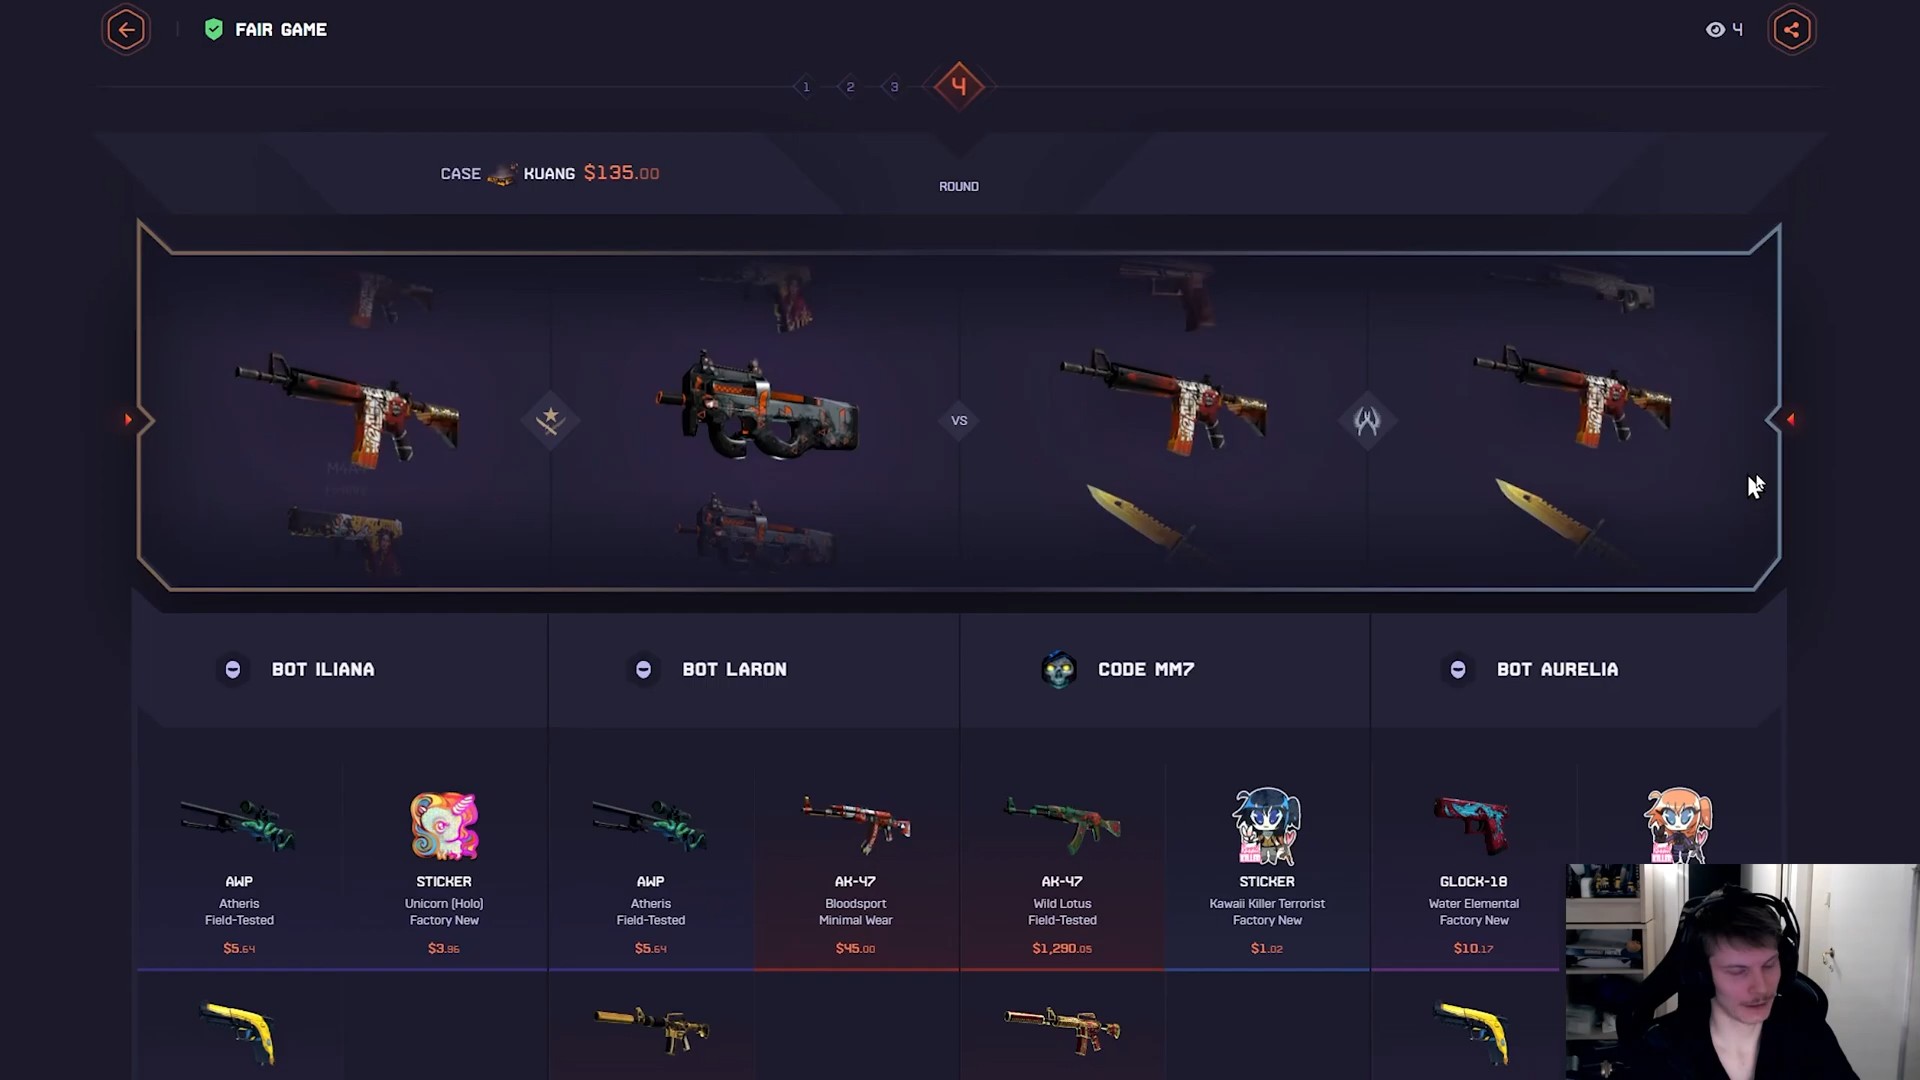 FAIR GAME
4
1
2
3
4
CASE KUANG $135.00
ROUND
VS
BOT ILIANA
BOT LARON
CODE MM7
BOT AURELIA
AWP
Atheris
Field-Tested
$5.64
STICKER
Unicorn (Holo)
Factory New
$3.96
AWP
Atheris
Field-Tested
$5.64
AK-47
Bloodsport
Minimal Wear
$45.00
AK-47
Wild Lotus
Field-Tested
$1,290.05
STICKER
Kawaii Killer Terrorist
Factory New
$1.02
GLOCK-18
Water Elemental
Factory New
$10.17